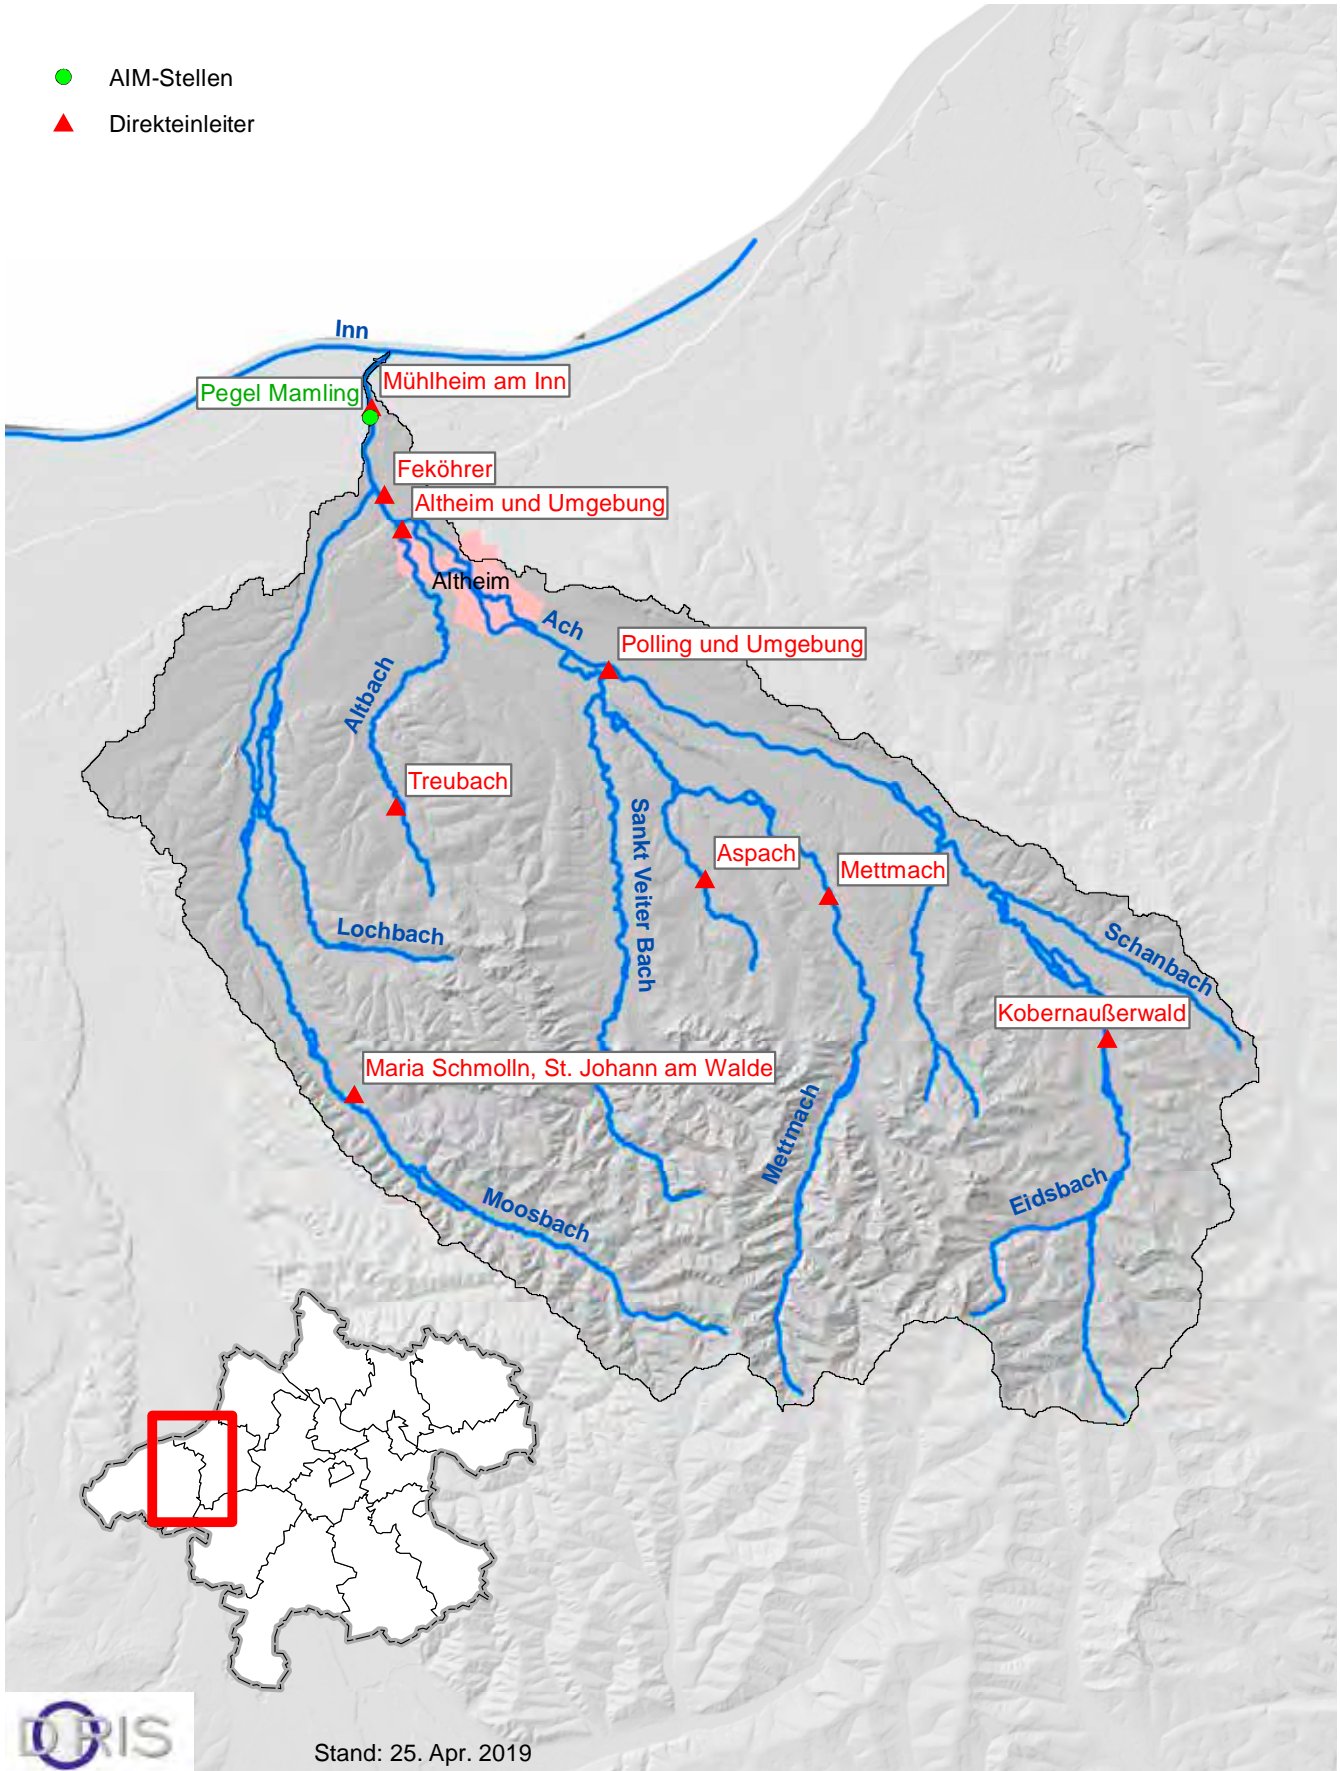 AIM-Stellen
Direkteinleiter
Inn
Mühlheim am Inn
Pegel Mamling
Feköhrer
Altheim und Umgebung
Altheim
Ach
Polling und Umgebung
Altbach
Treubach
Sankt Veiter Bach
Aspach
Mettmach
Lochbach
Schanbach
Kobernaußerwald
Maria Schmolln, St. Johann am Walde
Mettmach
Eidsbach
Moosbach
DORIS
Stand: 25. Apr. 2019